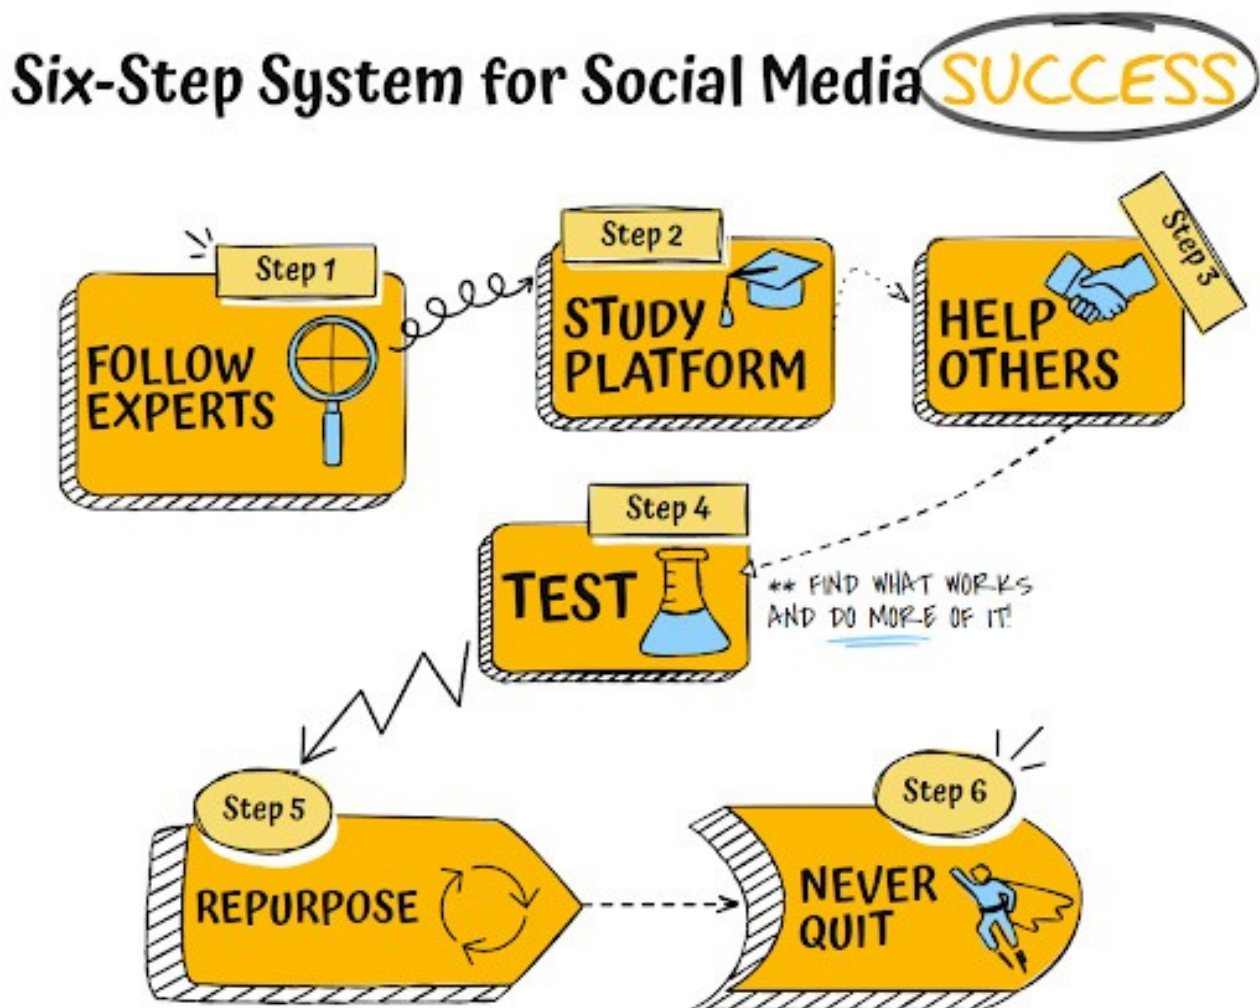 Six-Step System for Social Media SUCCESS
Step 1
FOLLOW
EXPERTS
Step 2
STUDY
PLATFORM
Step 3
HELP
OTHERS
Step 4
TEST
** FIND WHAT WORKS
AND DO MORE OF IT!
Step 5
REPURPOSE
Step 6
NEVER
QUIT